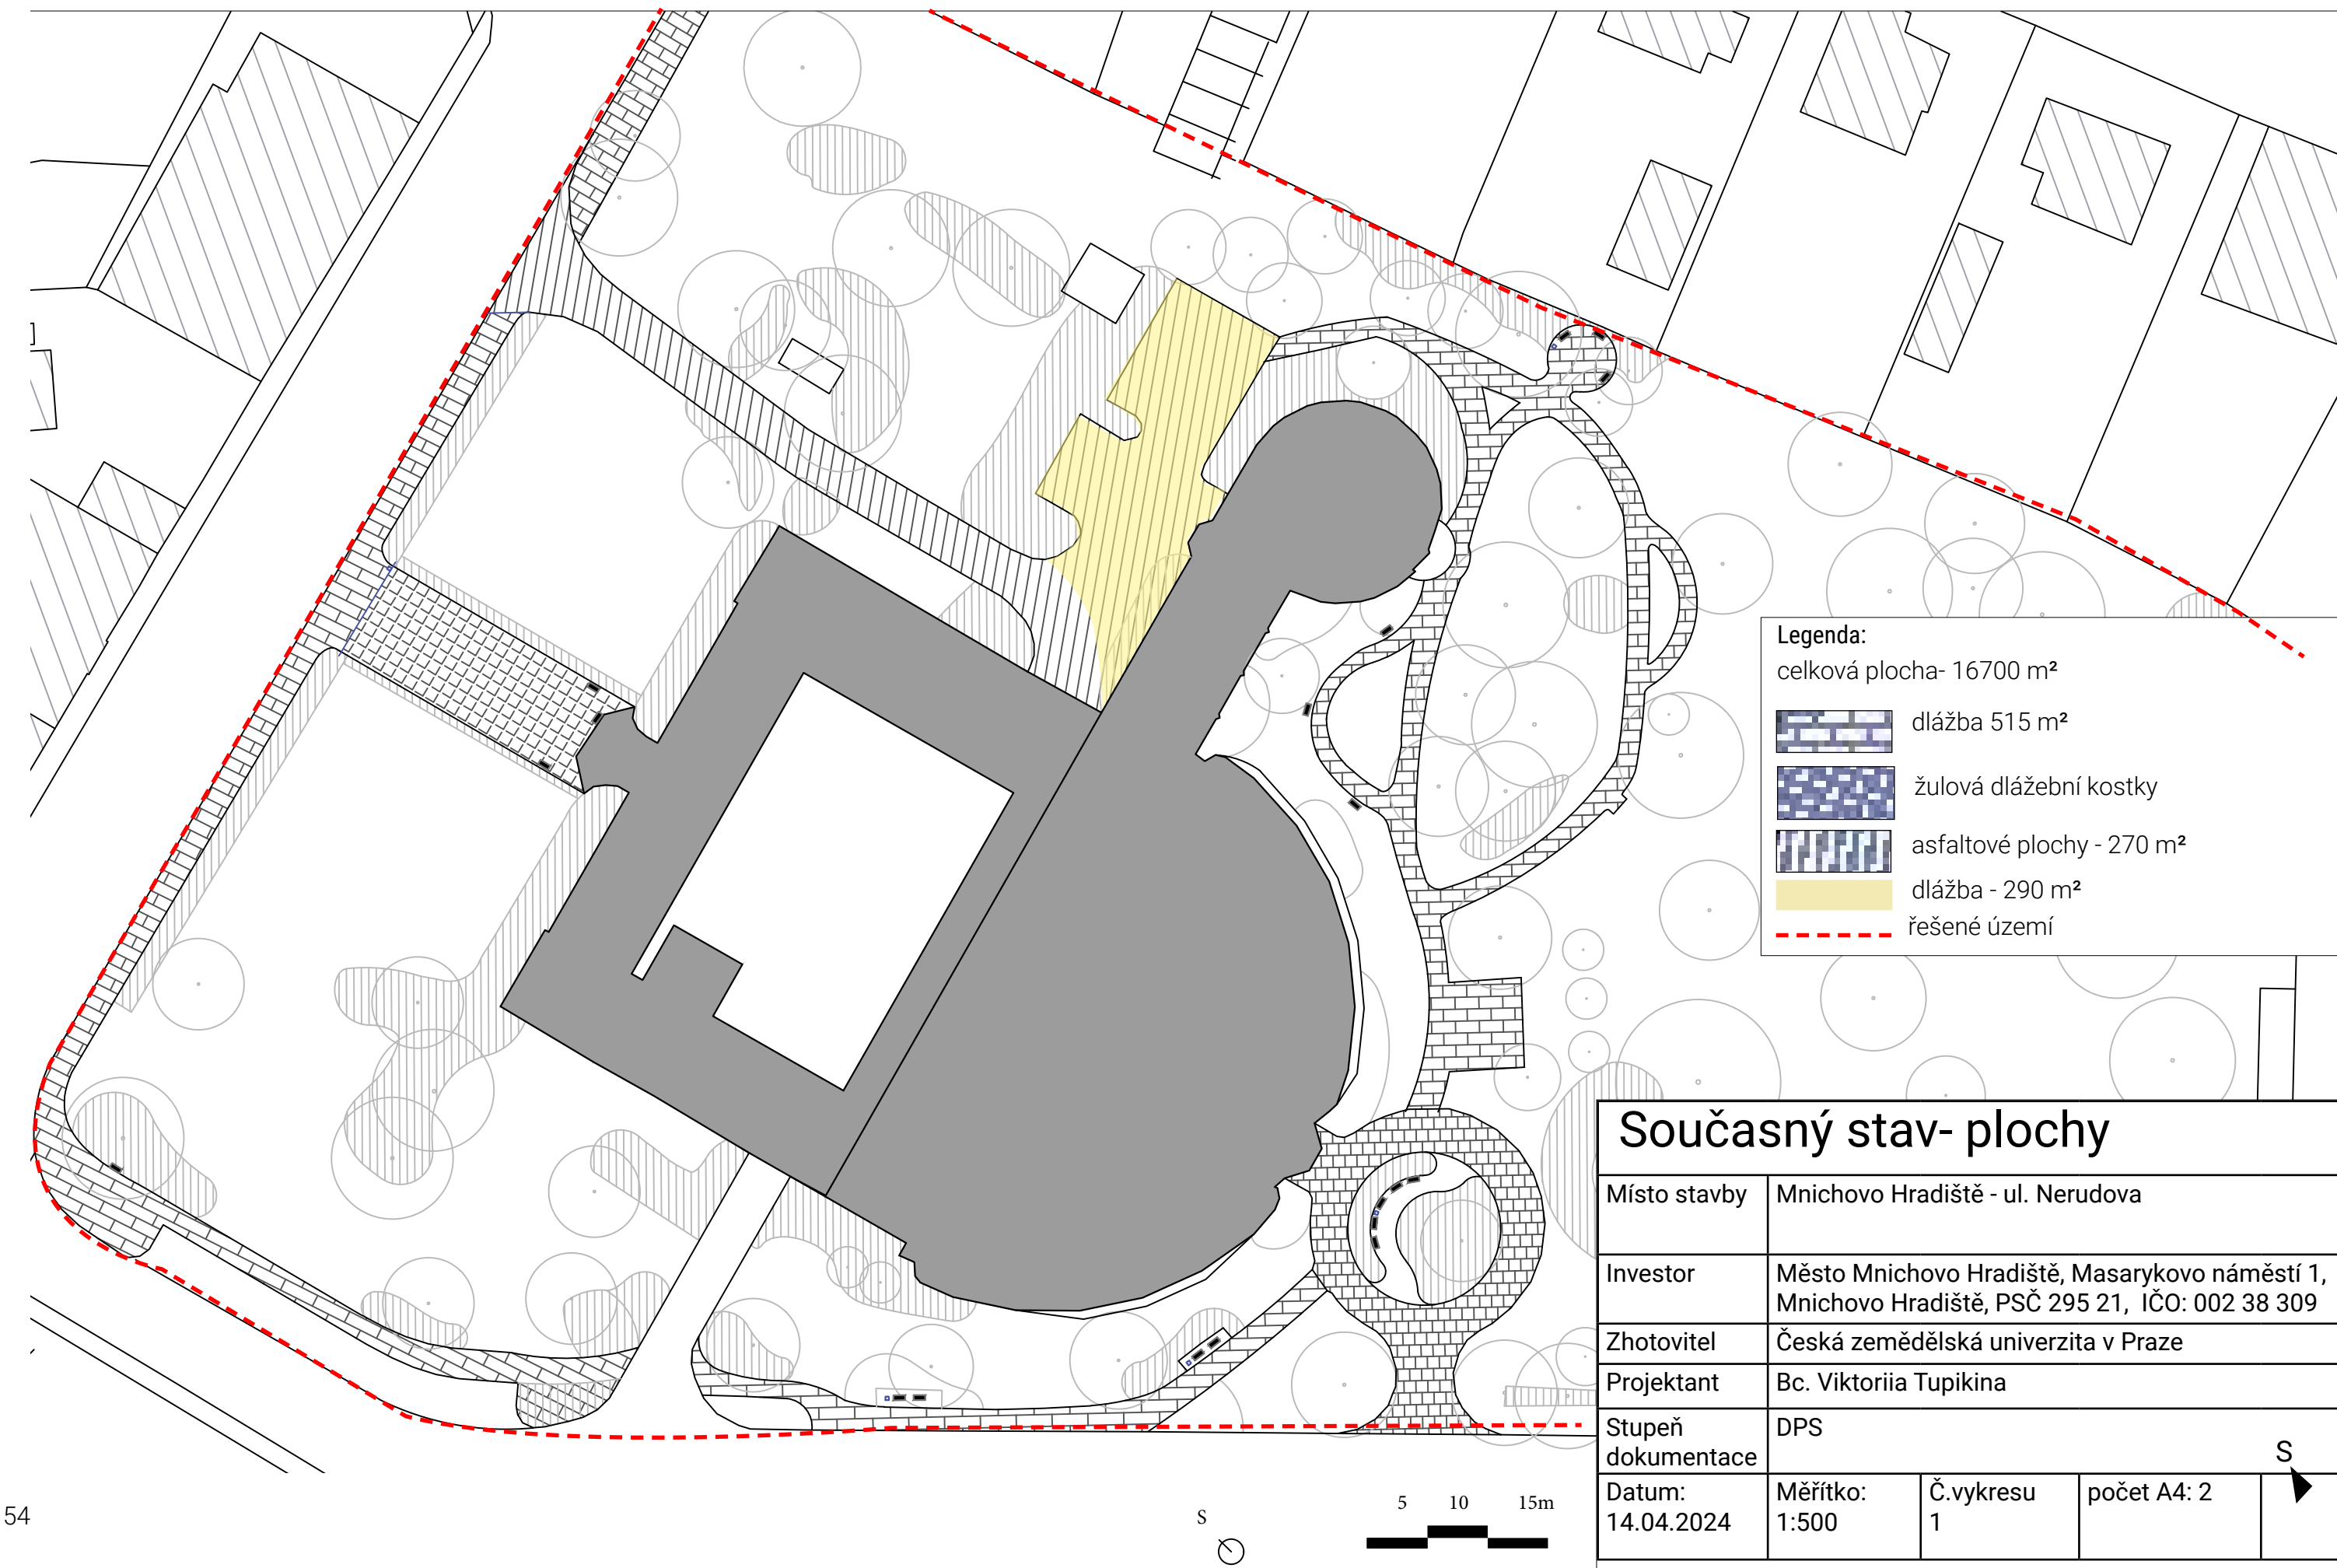 Legenda:
celková plocha- 16700 m²
dlážba 515 m²
žulová dlážební kostky
asfaltové plochy - 270 m²
dlážba - 290 m²
řešené území
Současný stav- plochy
Místo stavby
Mnichovo Hradiště - ul. Nerudova
Investor
Město Mnichovo Hradiště, Masarykovo náměstí 1,
Mnichovo Hradiště, PSČ 295 21, IČO: 002 38 309
Zhotovitel
Česká zemědělská univerzita v Praze
Projektant
Bc. Viktoriia Tupikina
Stupeň
dokumentace
DPS
S
Datum:
14.04.2024
Měřítko:
1:500
Č.vykresu
1
počet A4: 2
5 10 15m
S
54